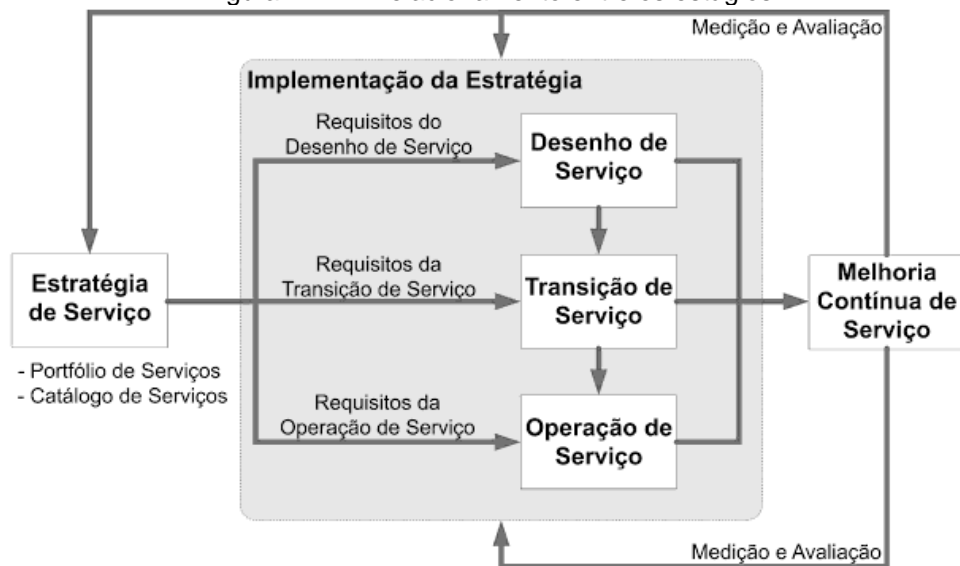 Medição e Avaliação
Implementação da Estratégia
Requisitos do
Desenho de Serviço
Desenho de
Serviço
Estratégia
de Serviço
- Portfólio de Serviços
- Catálogo de Serviços
Requisitos da
Transição de Serviço
Transição de
Serviço
Melhoria
Contínua de
Serviço
Requisitos da
Operação de Serviço
Operação de
Serviço
Medição e Avaliação